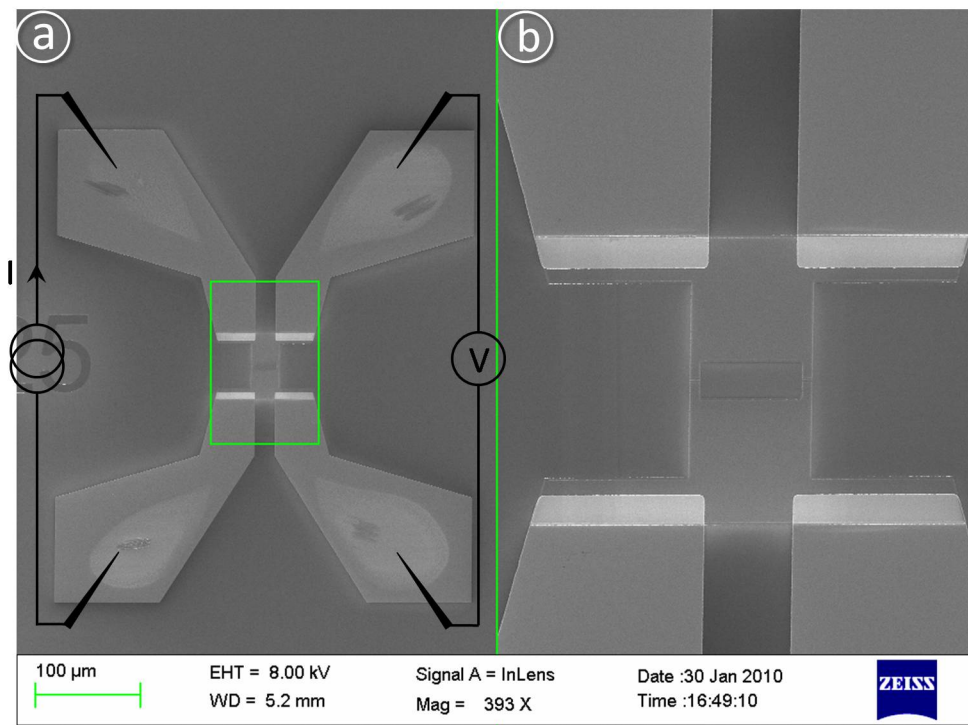 a
b
I
V
25
100 µm
EHT = 8.00 kV
WD = 5.2 mm
Signal A = InLens
Mag = 393 X
Date :30 Jan 2010
Time :16:49:10
ZEISS